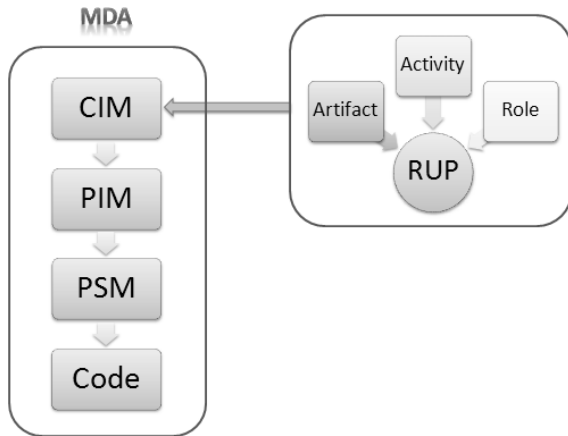 MDA
CIM
PIM
PSM
Code
Activity
Artifact
Role
RUP